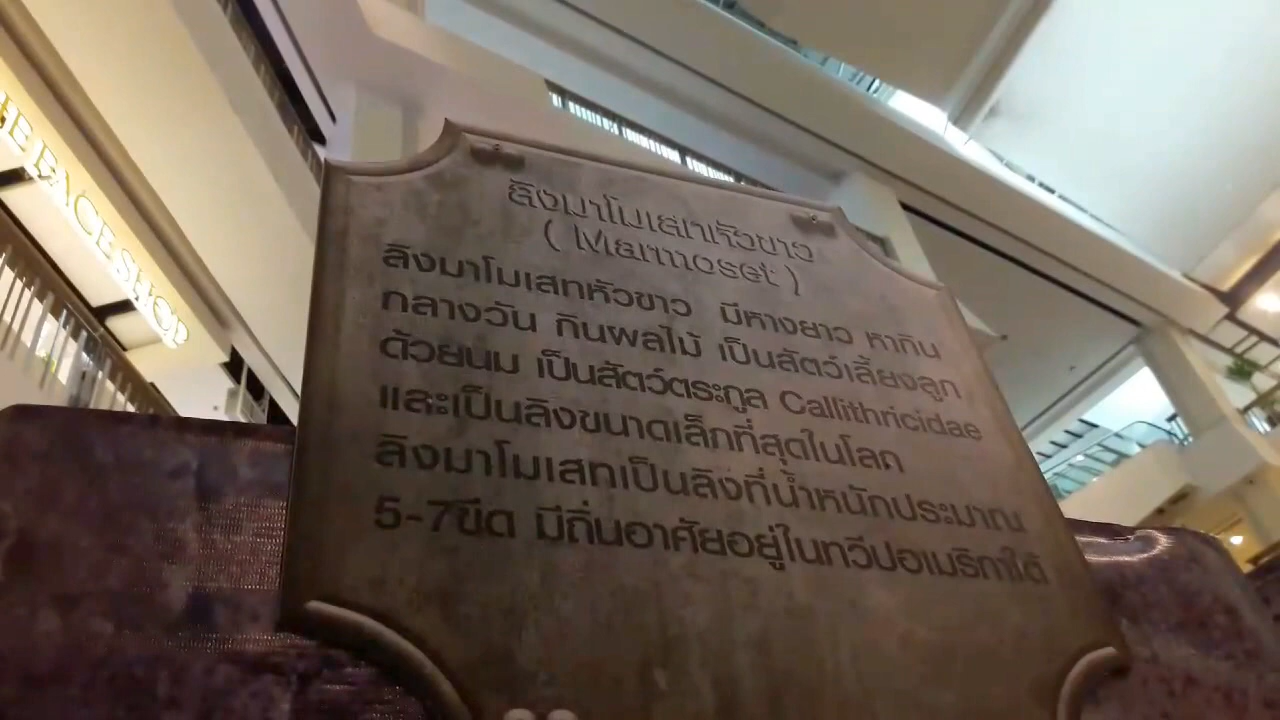 THE FACE SHOP
ลิงมาโมเสทหัวขาว
( Marmoset )
ลิงมาโมเสทหัวขาว มีหางยาว หากิน
กลางวัน กินผลไม้ เป็นสัตว์เลี้ยงลูก
ด้วยนม เป็นสัตว์ตระกูล Callithricidae
และเป็นลิงขนาดเล็กที่สุดในโลก
ลิงมาโมเสทเป็นลิงที่น้ำหนักประมาณ
5-7ขีด มีถิ่นอาศัยอยู่ในทวีปอเมริกาใต้